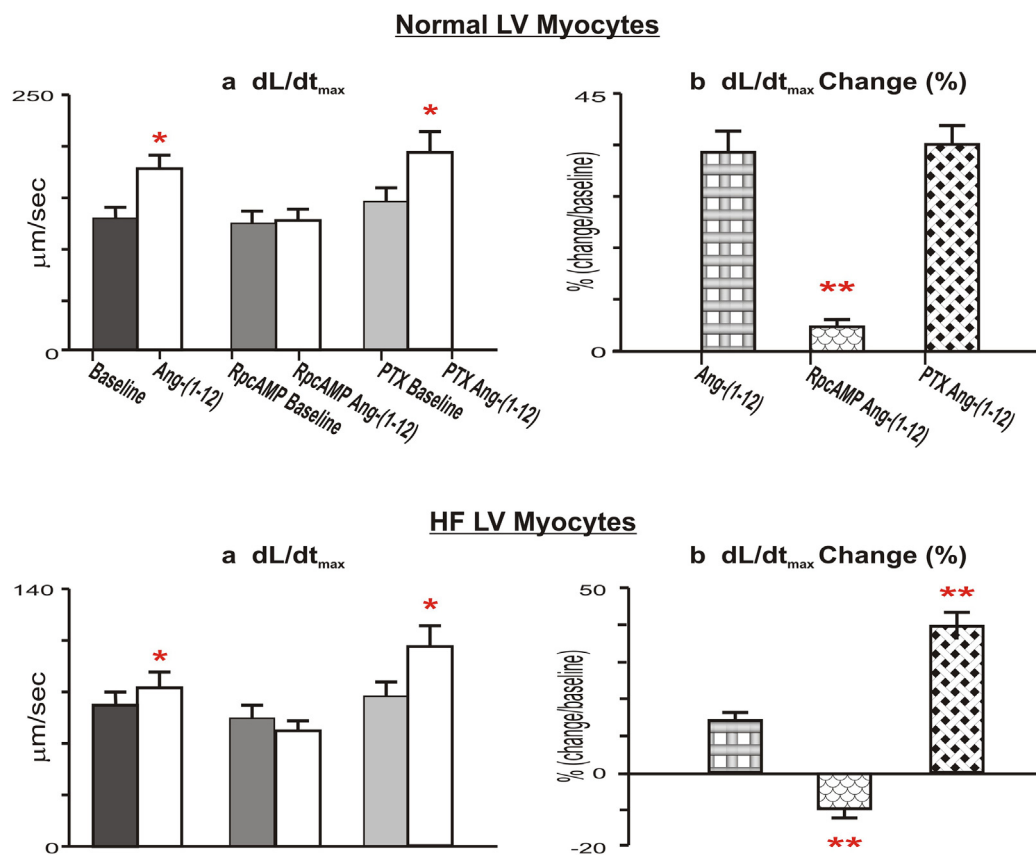 Normal LV Myocytes
a dL/dtmax
250
μm/sec
0
Baseline
Ang-(1-12)
RpcAMP Baseline
RpcAMP Ang-(1-12)
PTX Baseline
PTX Ang-(1-12)
*
*
b dL/dtmax Change (%)
45
% (change/baseline)
0
**
Ang-(1-12)
RpcAMP Ang-(1-12)
PTX Ang-(1-12)
HF LV Myocytes
a dL/dtmax
140
μm/sec
0
*
*
b dL/dtmax Change (%)
50
% (change/baseline)
0
-20
**
**